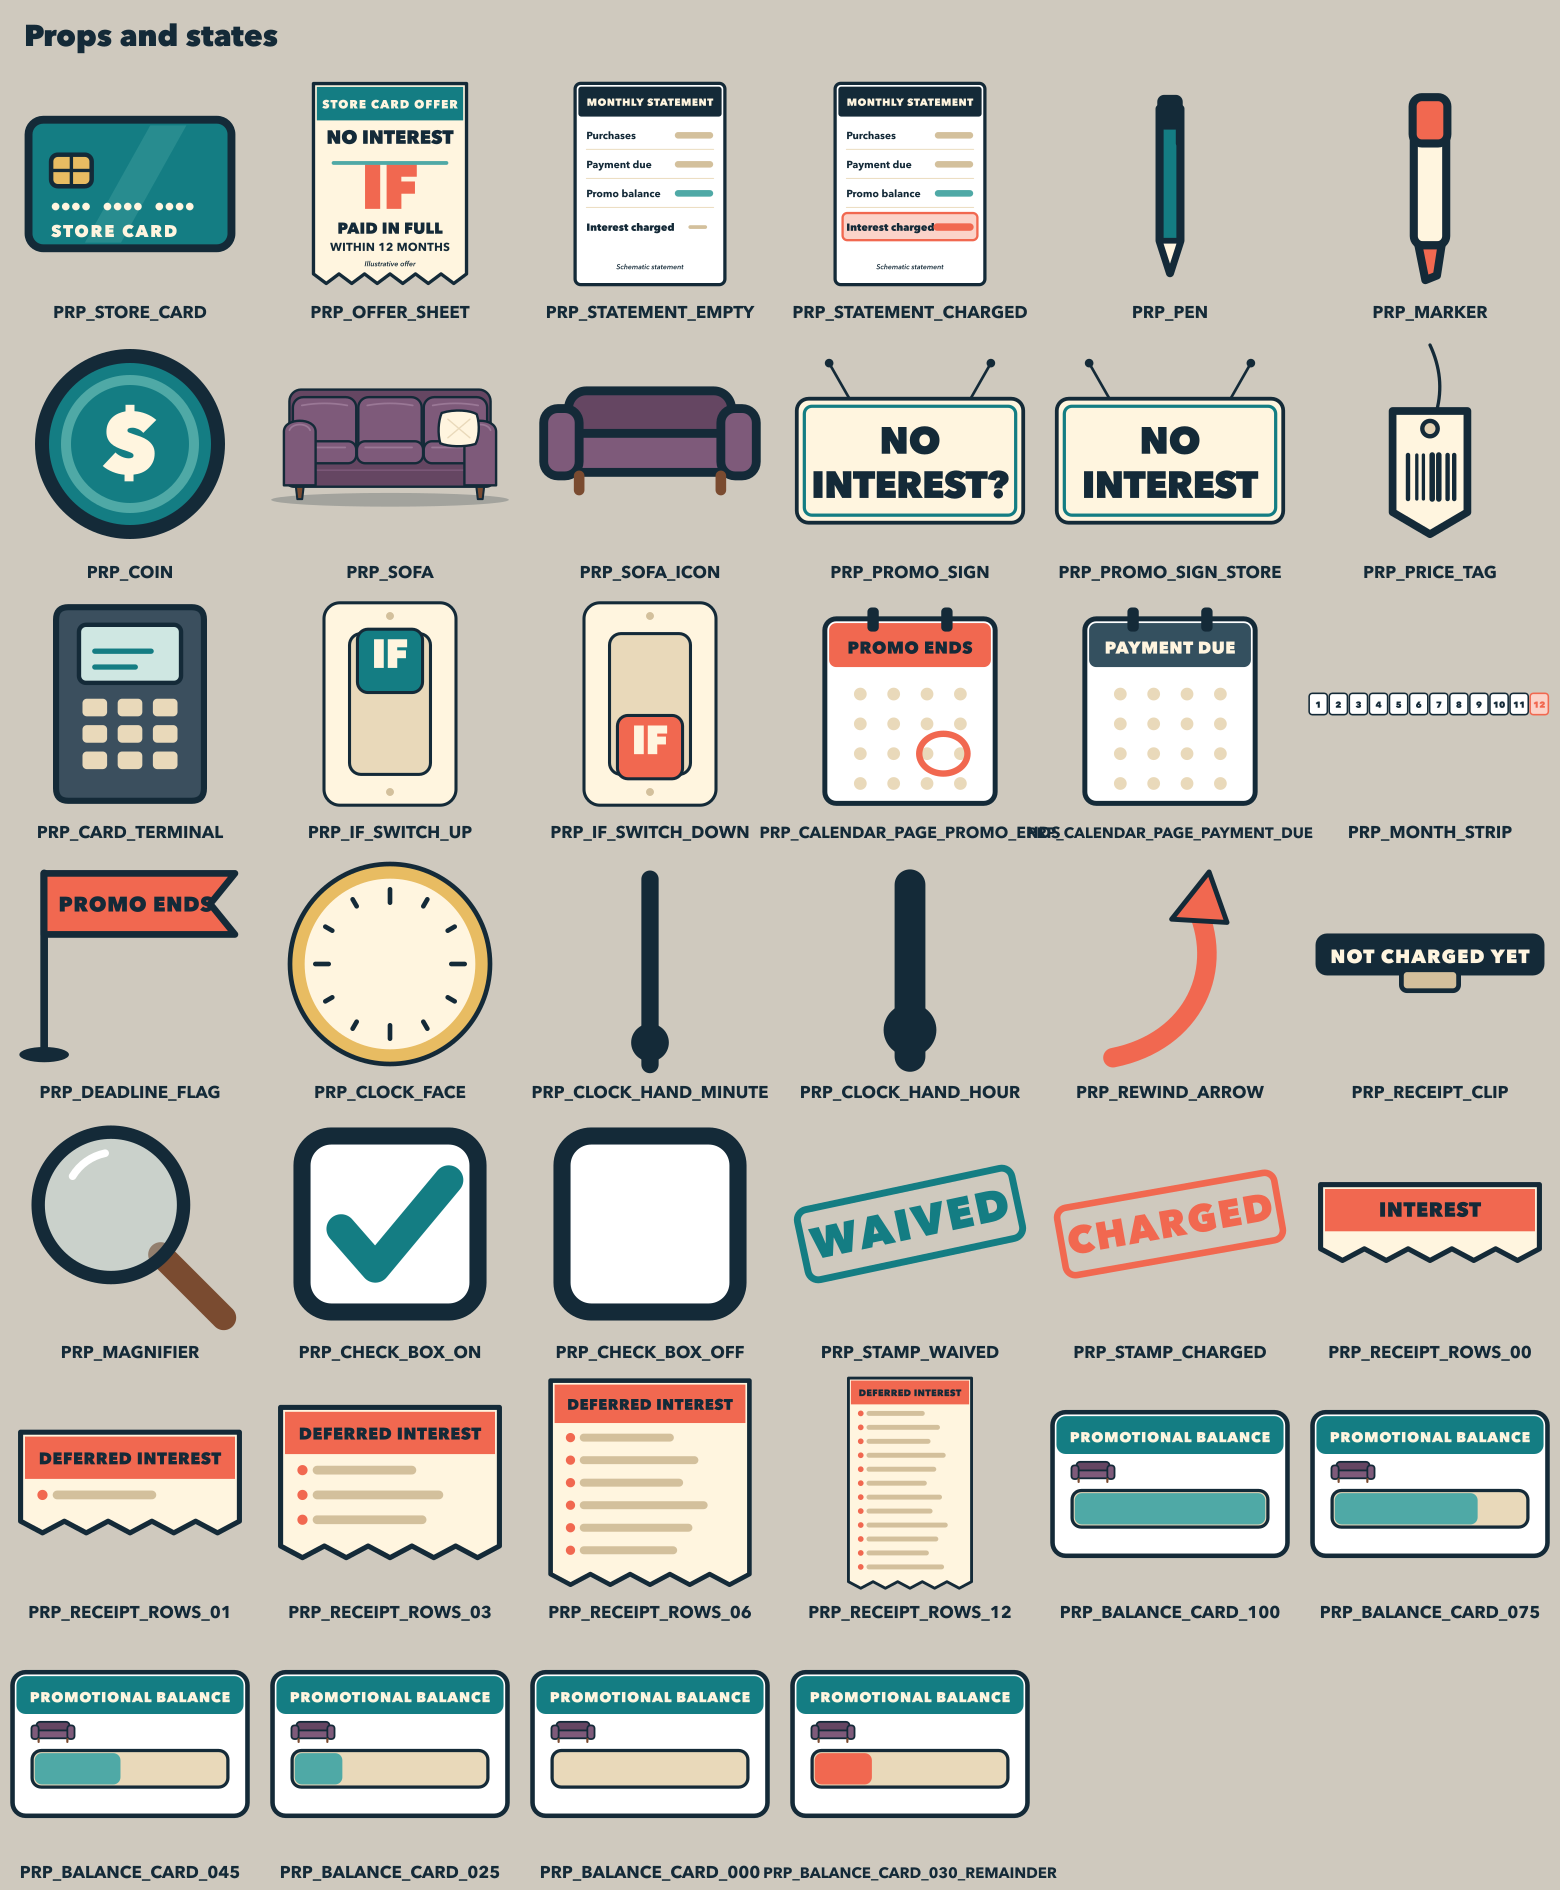 Props and states
STORE CARD
STORE CARD OFFER
NO INTEREST
IF
PAID IN FULL
WITHIN 12 MONTHS
Illustrative offer
MONTHLY STATEMENT
Purchases
Payment due
Promo balance
Interest charged
Schematic statement
MONTHLY STATEMENT
Purchases
Payment due
Promo balance
Interest charged
Schematic statement
PRP_STORE_CARD
PRP_OFFER_SHEET
PRP_STATEMENT_EMPTY
PRP_STATEMENT_CHARGED
PRP_PEN
PRP_MARKER
$
NO
INTEREST?
NO
INTEREST
PRP_COIN
PRP_SOFA
PRP_SOFA_ICON
PRP_PROMO_SIGN
PRP_PROMO_SIGN_STORE
PRP_PRICE_TAG
IF
IF
PROMO ENDS
PAYMENT DUE
1 2 3 4 5 6 7 8 9 10 11 12
PRP_CARD_TERMINAL
PRP_IF_SWITCH_UP
PRP_IF_SWITCH_DOWN
PRP_CALENDAR_PAGE_PROMO_ENDS
PRP_CALENDAR_PAGE_PAYMENT_DUE
PRP_MONTH_STRIP
PROMO ENDS
NOT CHARGED YET
PRP_DEADLINE_FLAG
PRP_CLOCK_FACE
PRP_CLOCK_HAND_MINUTE
PRP_CLOCK_HAND_HOUR
PRP_REWIND_ARROW
PRP_RECEIPT_CLIP
WAIVED
CHARGED
INTEREST
PRP_MAGNIFIER
PRP_CHECK_BOX_ON
PRP_CHECK_BOX_OFF
PRP_STAMP_WAIVED
PRP_STAMP_CHARGED
PRP_RECEIPT_ROWS_00
DEFERRED INTEREST
DEFERRED INTEREST
DEFERRED INTEREST
DEFERRED INTEREST
PROMOTIONAL BALANCE
PROMOTIONAL BALANCE
PRP_RECEIPT_ROWS_01
PRP_RECEIPT_ROWS_03
PRP_RECEIPT_ROWS_06
PRP_RECEIPT_ROWS_12
PRP_BALANCE_CARD_100
PRP_BALANCE_CARD_075
PROMOTIONAL BALANCE
PROMOTIONAL BALANCE
PROMOTIONAL BALANCE
PROMOTIONAL BALANCE
PRP_BALANCE_CARD_045
PRP_BALANCE_CARD_025
PRP_BALANCE_CARD_000
PRP_BALANCE_CARD_030_REMAINDER